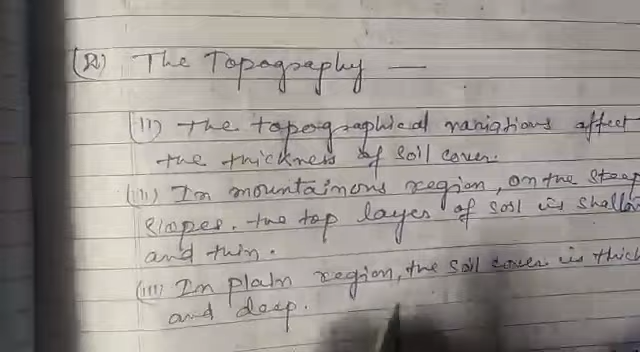 (2) The Topography —
(i) The topographical variations affect
the thickness of soil cover.
(ii) In mountainous region, on the steep
slopes. the top layer of soil is shallow
and thin.
(iii) In plain region, the soil cover is thick
and deep.